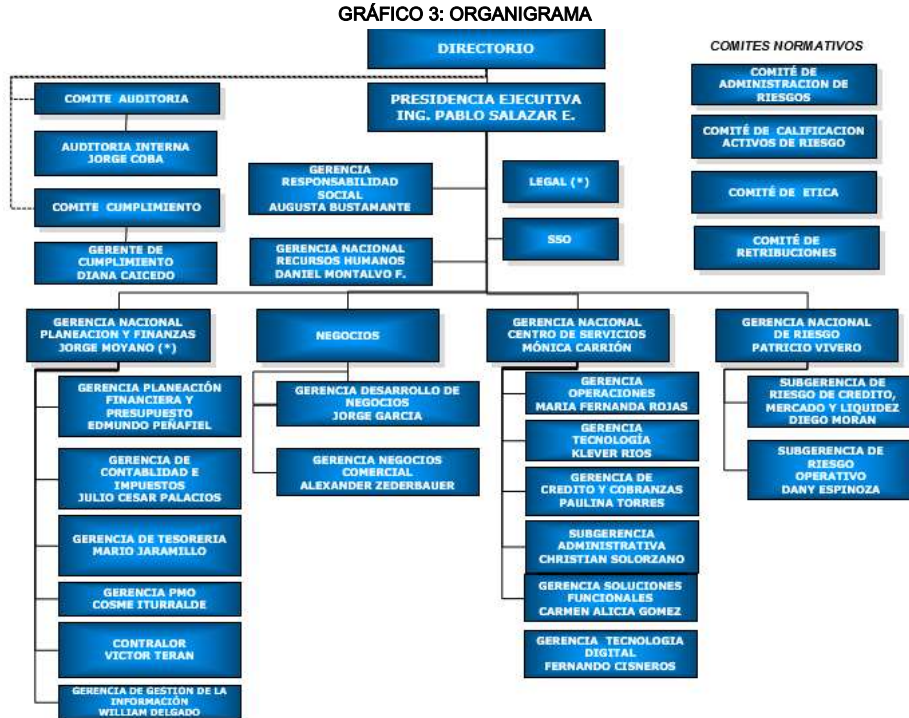 GRÁFICO 3: ORGANIGRAMA
DIRECTORIO
COMITES NORMATIVOS
COMITE AUDITORIA
PRESIDENCIA EJECUTIVA
ING. PABLO SALAZAR E.
COMITÉ DE
ADMINISTRACION DE
RIESGOS
AUDITORIA INTERNA
JORGE COBA
COMITÉ DE CALIFICACION
ACTIVOS DE RIESGO
GERENCIA
RESPONSABILIDAD
SOCIAL
AUGUSTA BUSTAMANTE
LEGAL (*)
COMITÉ DE ETICA
COMITE CUMPLIMIENTO
SSO
COMITÉ DE
RETRIBUCIONES
GERENTE DE
CUMPLIMIENTO
DIANA CAICEDO
GERENCIA NACIONAL
RECURSOS HUMANOS
DANIEL MONTALVO F.
GERENCIA NACIONAL
PLANEACION Y FINANZAS
JORGE MOYANO (*)
NEGOCIOS
GERENCIA NACIONAL
CENTRO DE SERVICIOS
MÓNICA CARRIÓN
GERENCIA NACIONAL
DE RIESGO
PATRICIO VIVERO
GERENCIA PLANEACIÓN
FINANCIERA Y
PRESUPUESTO
EDMUNDO PEÑAFIEL
GERENCIA DE
CONTABLIDAD E
IMPUESTOS
JULIO CESAR PALACIOS
GERENCIA DE TESORERIA
MARIO JARAMILLO
GERENCIA PMO
COSME ITURRALDE
CONTRALOR
VICTOR TERAN
GERENCIA DE GESTION DE LA
INFORMACIÓN
WILLIAM DELGADO
GERENCIA DESARROLLO DE
NEGOCIOS
JORGE GARCIA
GERENCIA NEGOCIOS
COMERCIAL
ALEXANDER ZEDERBAUER
GERENCIA
OPERACIONES
MARIA FERNANDA ROJAS
GERENCIA
TECNOLOGÍA
KLEVER RIOS
GERENCIA DE
CREDITO Y COBRANZAS
PAULINA TORRES
SUBGERENCIA
ADMINISTRATIVA
CHRISTIAN SOLORZANO
GERENCIA SOLUCIONES
FUNCIONALES
CARMEN ALICIA GOMEZ
GERENCIA TECNOLOGIA
DIGITAL
FERNANDO CISNEROS
SUBGERENCIA DE
RIESGO DE CREDITO,
MERCADO Y LIQUIDEZ
DIEGO MORAN
SUBGERENCIA DE
RIESGO
OPERATIVO
DANY ESPINOZA